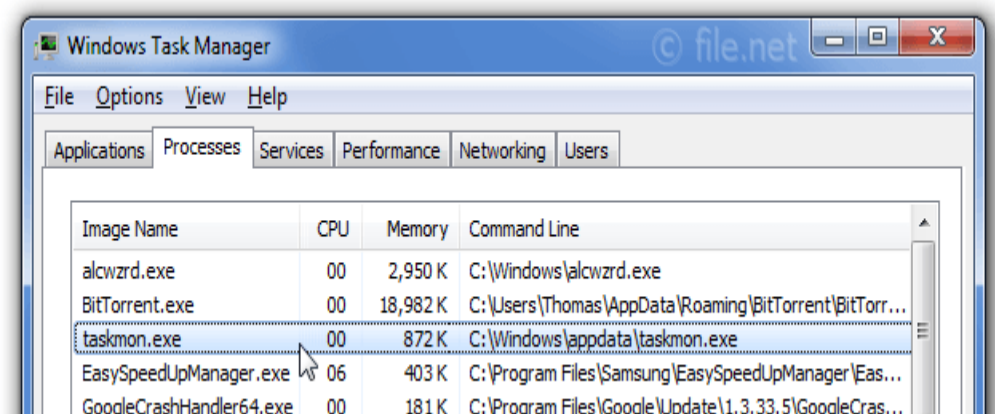 Windows Task Manager
© file.net
File Options View Help
Applications Processes Services Performance Networking Users
Image Name CPU Memory Command Line
alcwzrd.exe 00 2,950 K C:\Windows\alcwzrd.exe
BitTorrent.exe 00 18,982 K C:\Users\Thomas\AppData\Roaming\BitTorrent\BitTorr...
taskmon.exe 00 872 K C:\Windows\appdata\taskmon.exe
EasySpeedUpManager.exe 06 403 K C:\Program Files\Samsung\EasySpeedUpManager\Eas...
GoogleCrashHandler64.exe 00 181 K C:\Program Files\Google\Update\1.3.33.5\GoogleCras...